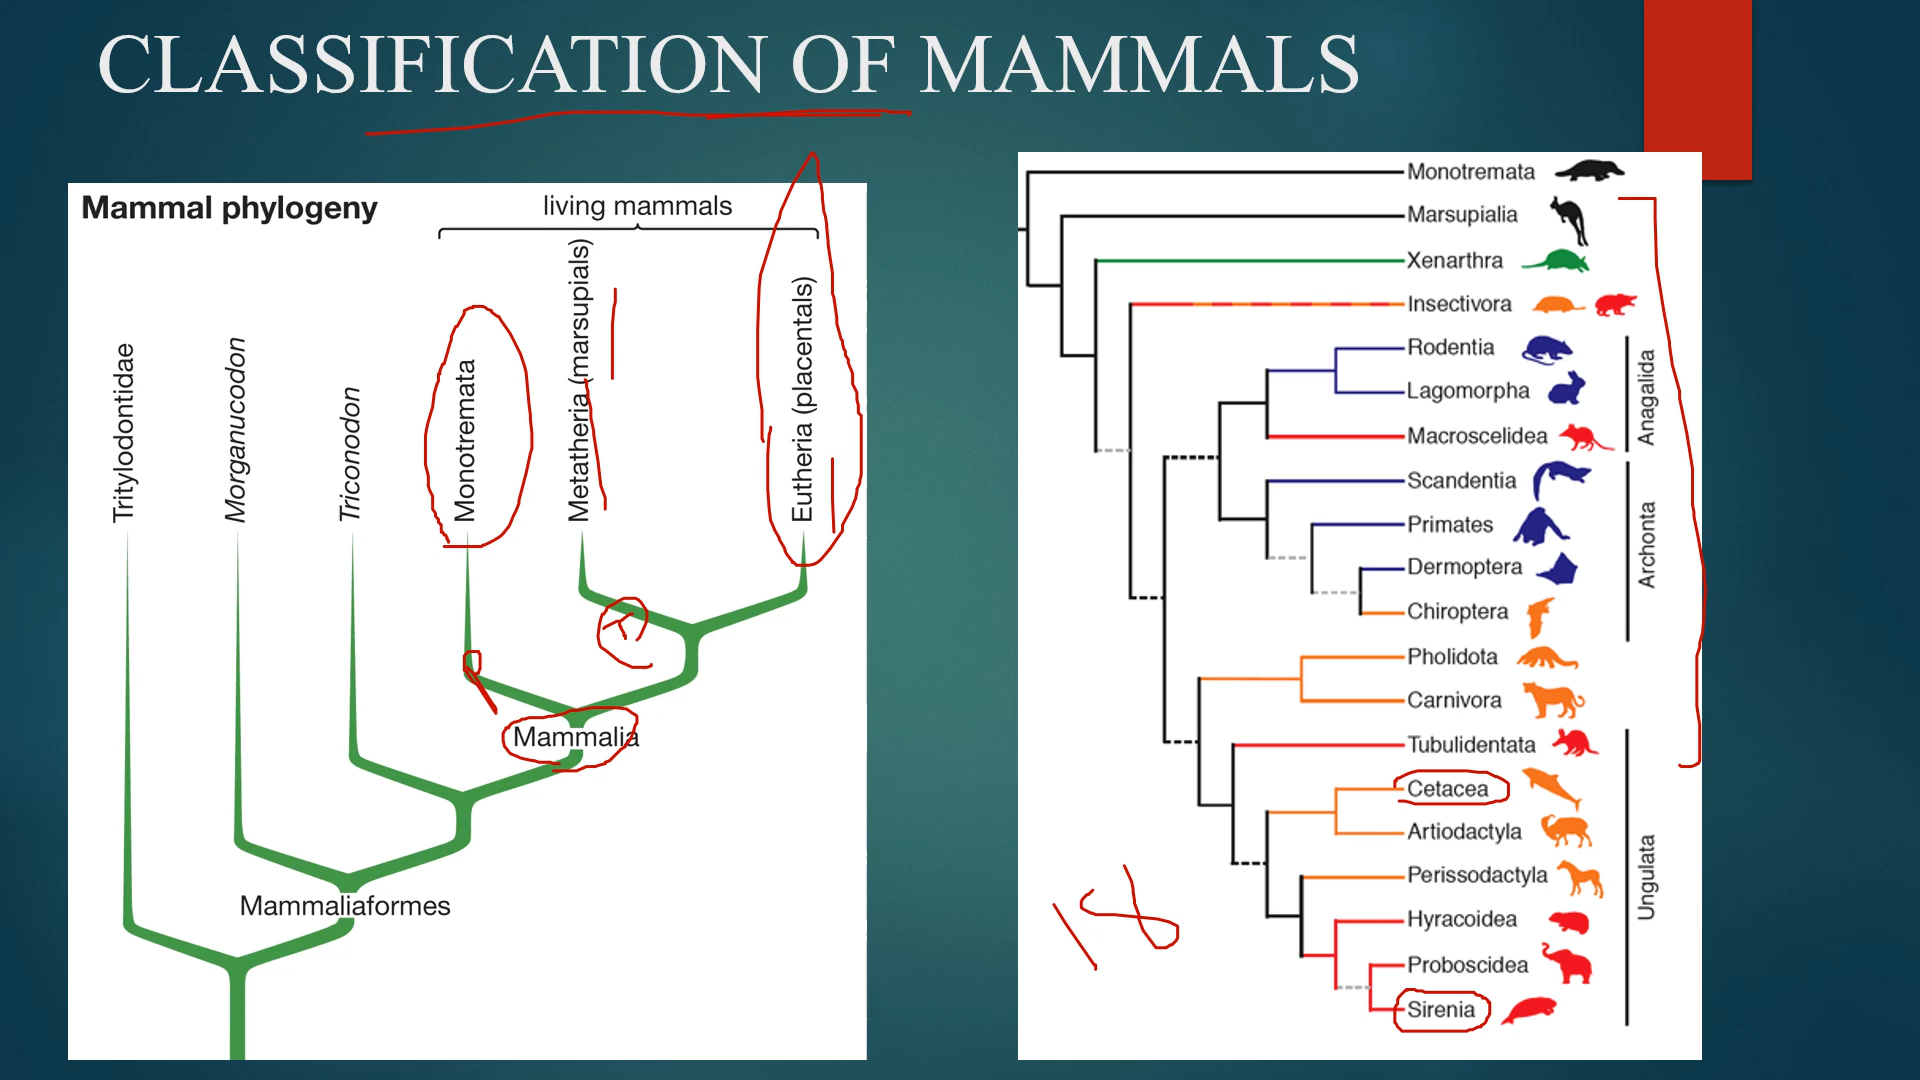 CLASSIFICATION OF MAMMALS
Mammal phylogeny
living mammals
Tritylodontidae
Morganucodon
Triconodon
Monotremata
Metatheria (marsupials)
Eutheria (placentals)
Mammalia
Mammaliaformes
Monotremata
Marsupialia
Xenarthra
Insectivora
Rodentia
Lagomorpha
Macroscelidea
Anagalida
Scandentia
Primates
Dermoptera
Chiroptera
Archonta
Pholidota
Carnivora
Tubulidentata
Cetacea
Artiodactyla
Perissodactyla
Hyracoidea
Proboscidea
Sirenia
Ungulata
18